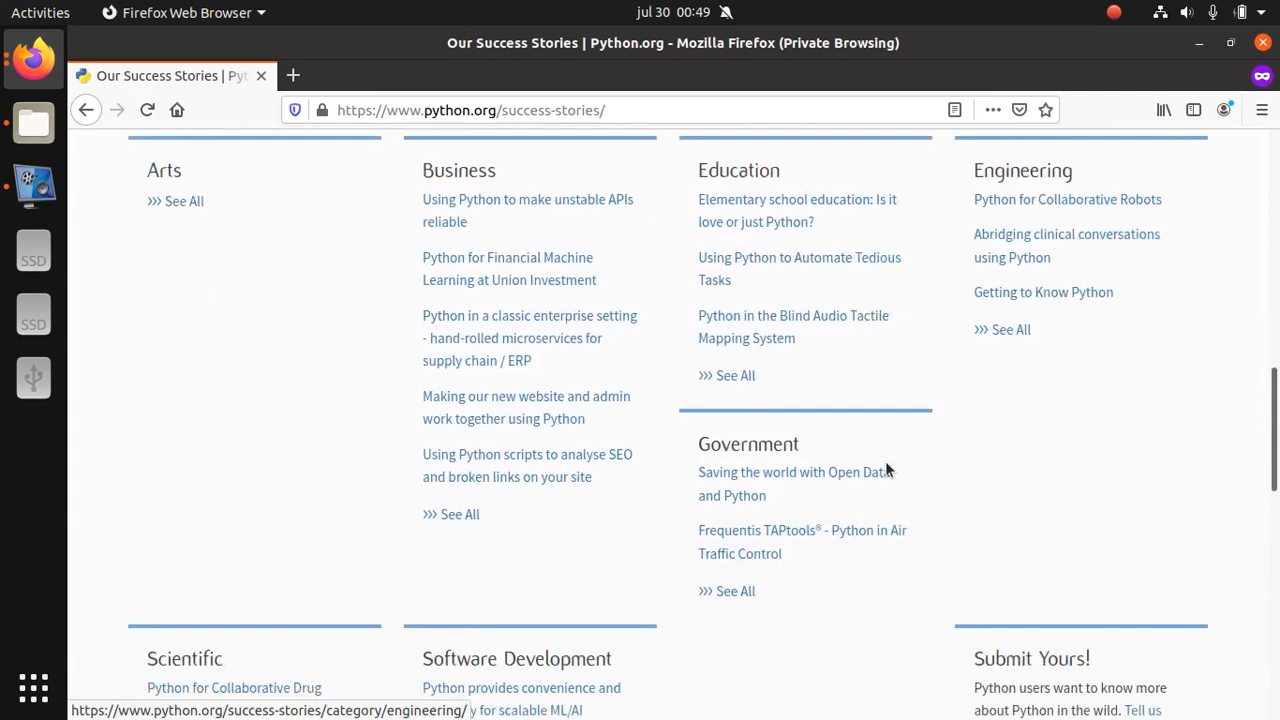 Activities
Firefox Web Browser
jul 30 00:49
Our Success Stories | Python.org - Mozilla Firefox (Private Browsing)
Our Success Stories | Pyt
https://www.python.org/success-stories/
SSD
SSD
Arts
››› See All
Business
Using Python to make unstable APIs
reliable
Python for Financial Machine
Learning at Union Investment
Python in a classic enterprise setting
- hand-rolled microservices for
supply chain / ERP
Making our new website and admin
work together using Python
Using Python scripts to analyse SEO
and broken links on your site
››› See All
Education
Elementary school education: Is it
love or just Python?
Using Python to Automate Tedious
Tasks
Python in the Blind Audio Tactile
Mapping System
››› See All
Engineering
Python for Collaborative Robots
Abridging clinical conversations
using Python
Getting to Know Python
››› See All
Government
Saving the world with Open Data
and Python
Frequentis TAPtools® - Python in Air
Traffic Control
››› See All
Scientific
Python for Collaborative Drug
Software Development
Python provides convenience and
y for scalable ML/AI
Submit Yours!
Python users want to know more
about Python in the wild. Tell us
https://www.python.org/success-stories/category/engineering/